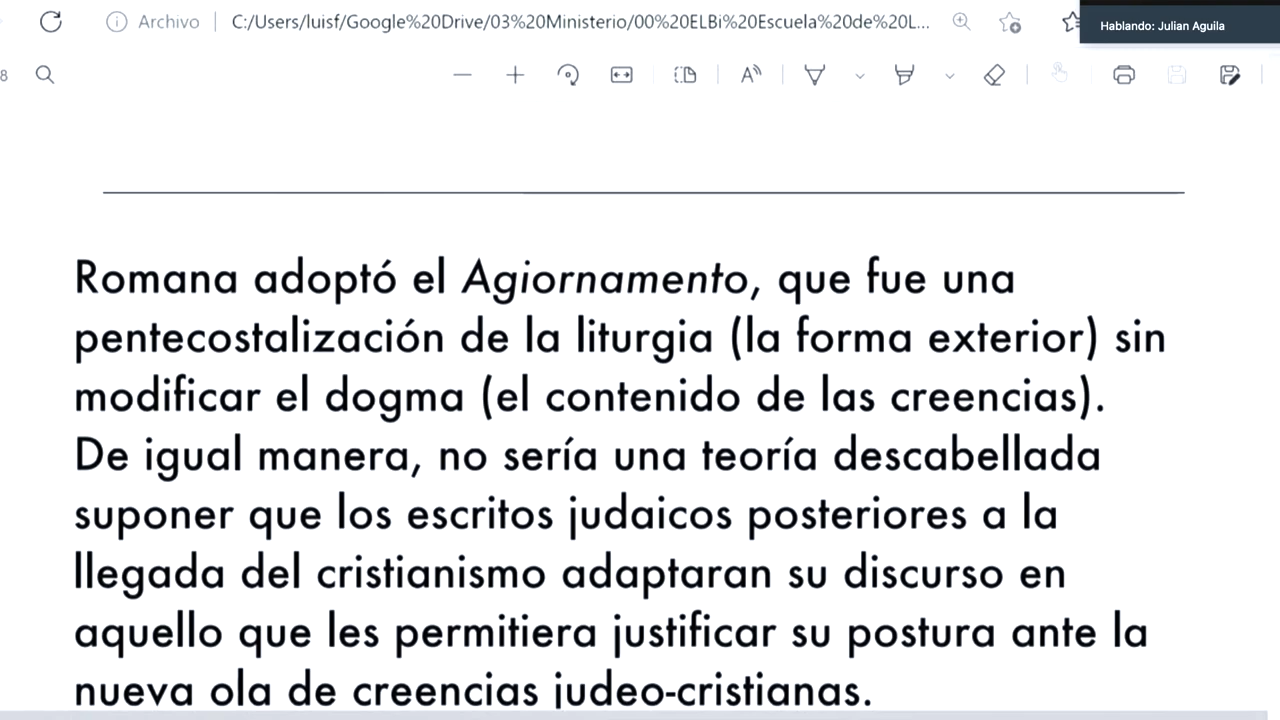 Archivo
C:/Users/luisf/Google%20Drive/03%20Ministerio/00%20ELBi%20Escuela%20de%20L...
Hablando: Julian Aguila
8
Romana adoptó el Agiornamento, que fue una
pentecostalización de la liturgia (la forma exterior) sin
modificar el dogma (el contenido de las creencias).
De igual manera, no sería una teoría descabellada
suponer que los escritos judaicos posteriores a la
llegada del cristianismo adaptaran su discurso en
aquello que les permitiera justificar su postura ante la
nueva ola de creencias judeo-cristianas.